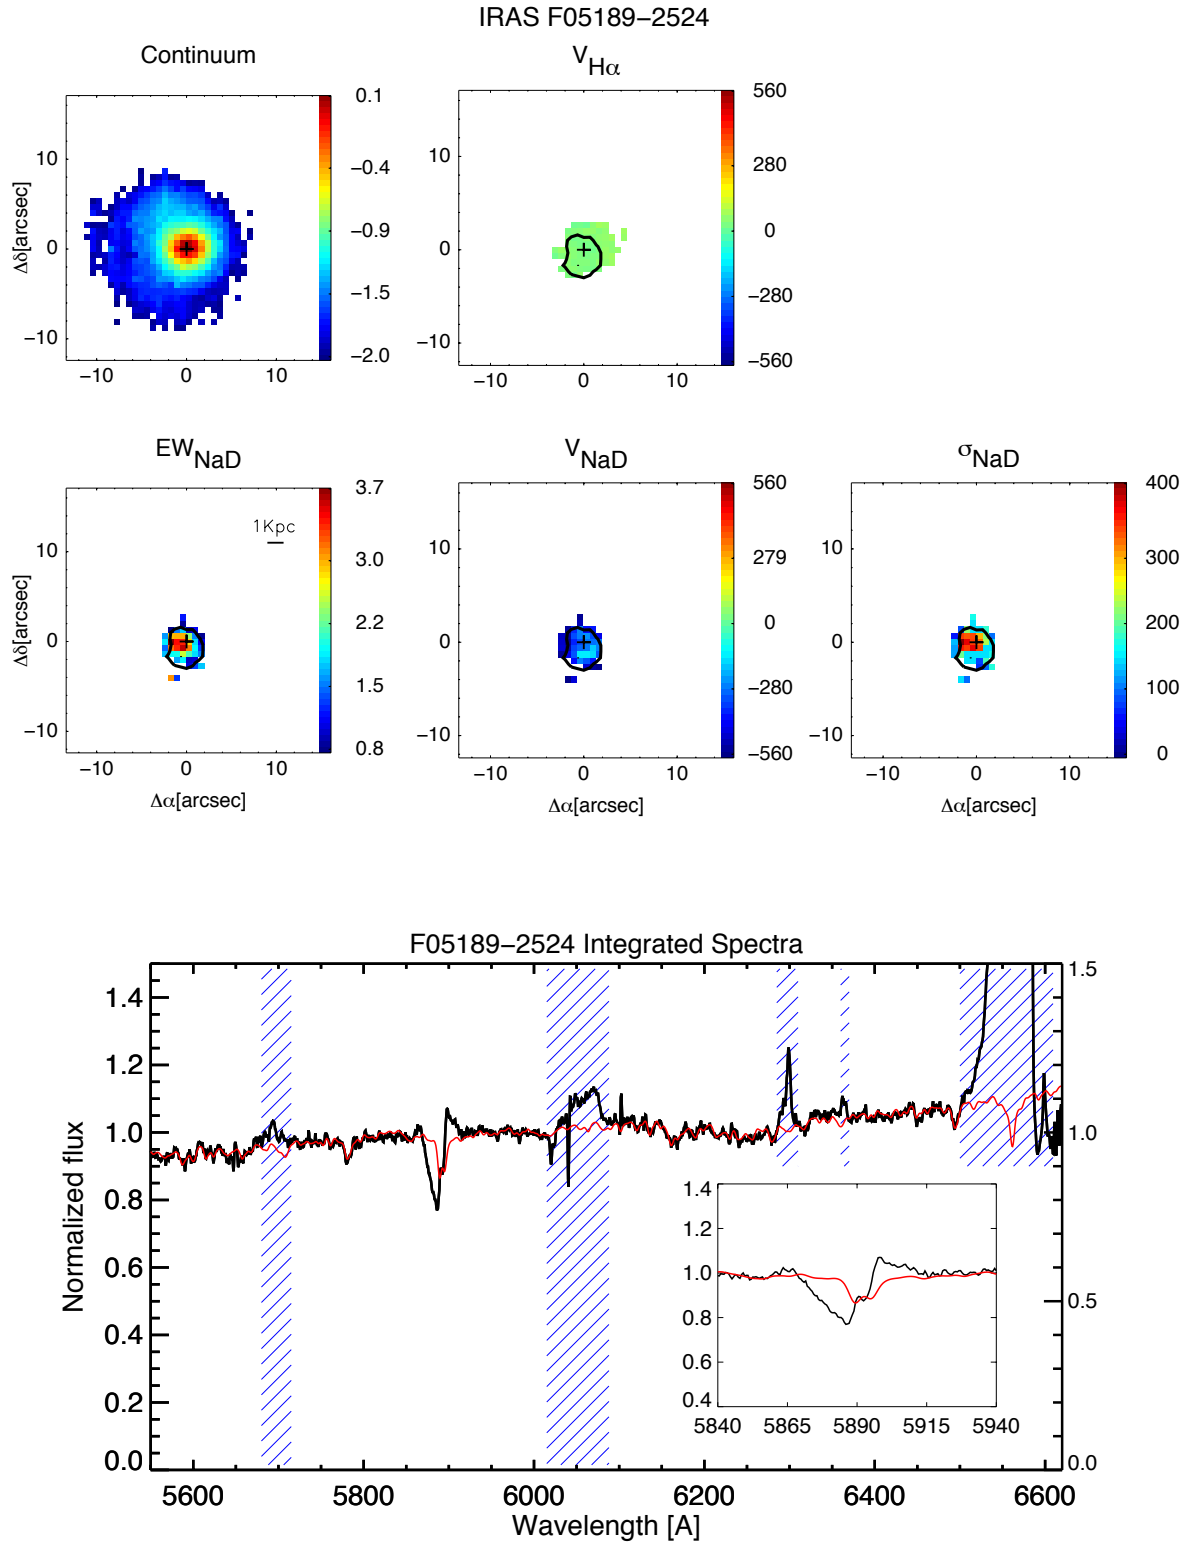 IRAS F05189−2524
Continuum
V Hα
0.1
−0.4
−0.9
−1.5
−2.0
10
0
−10
Δδ[arcsec]
−10 0 10
560
280
0
−280
−560
10
0
−10
−10 0 10
EW NaD
V NaD
σ NaD
1Kpc
3.7
3.0
2.2
1.5
0.8
10
0
−10
Δδ[arcsec]
−10 0 10
Δα[arcsec]
560
279
0
−280
−560
10
0
−10
−10 0 10
Δα[arcsec]
400
300
200
100
0
10
0
−10
−10 0 10
Δα[arcsec]
F05189−2524 Integrated Spectra
1.4
1.2
1.0
0.8
0.6
0.4
0.2
0.0
Normalized flux
1.5
1.0
0.5
0.0
1.4
1.2
1.0
0.8
0.6
0.4
5840 5865 5890 5915 5940
5600 5800 6000 6200 6400 6600
Wavelength [A]